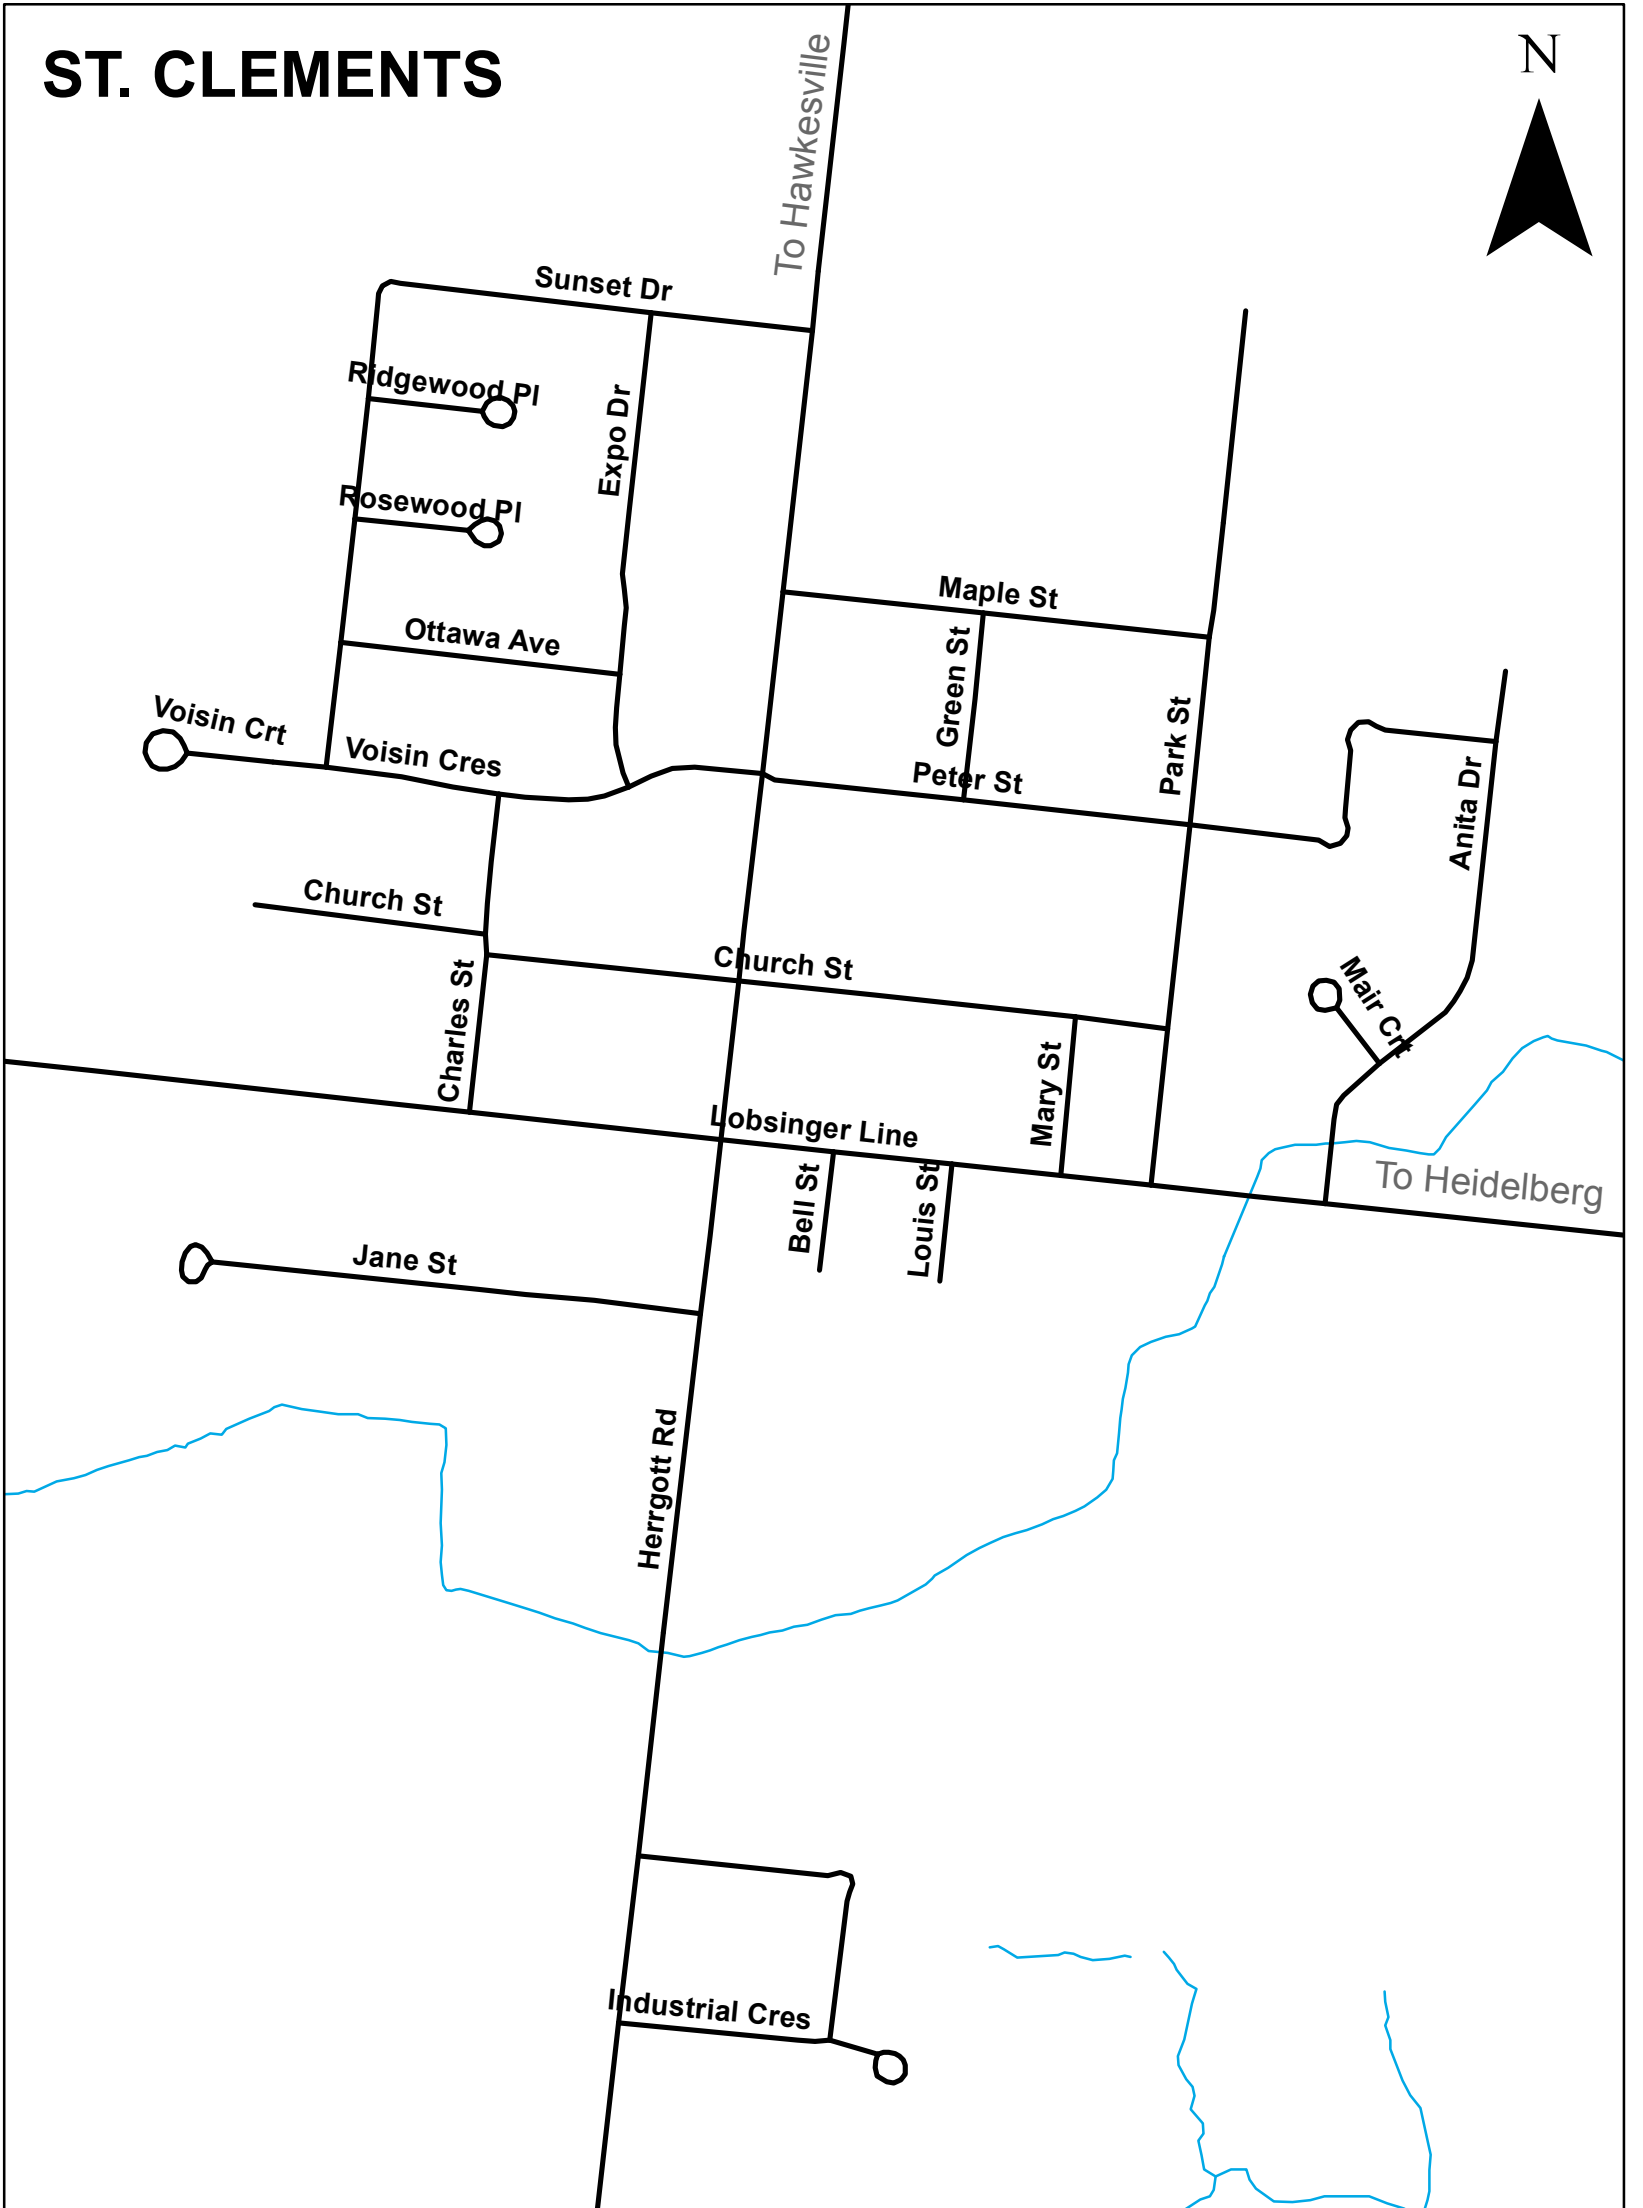 ST. CLEMENTS
N
To Hawkesville
Sunset Dr
Ridgewood Pl
Expo Dr
Rosewood Pl
Maple St
Ottawa Ave
Green St
Voisin Crt
Park St
Voisin Cres
Peter St
Anita Dr
Church St
Church St
Mair Crt
Charles St
Mary St
Lobsinger Line
To Heidelberg
Bell St
Louis St
Jane St
Herrgott Rd
Industrial Cres